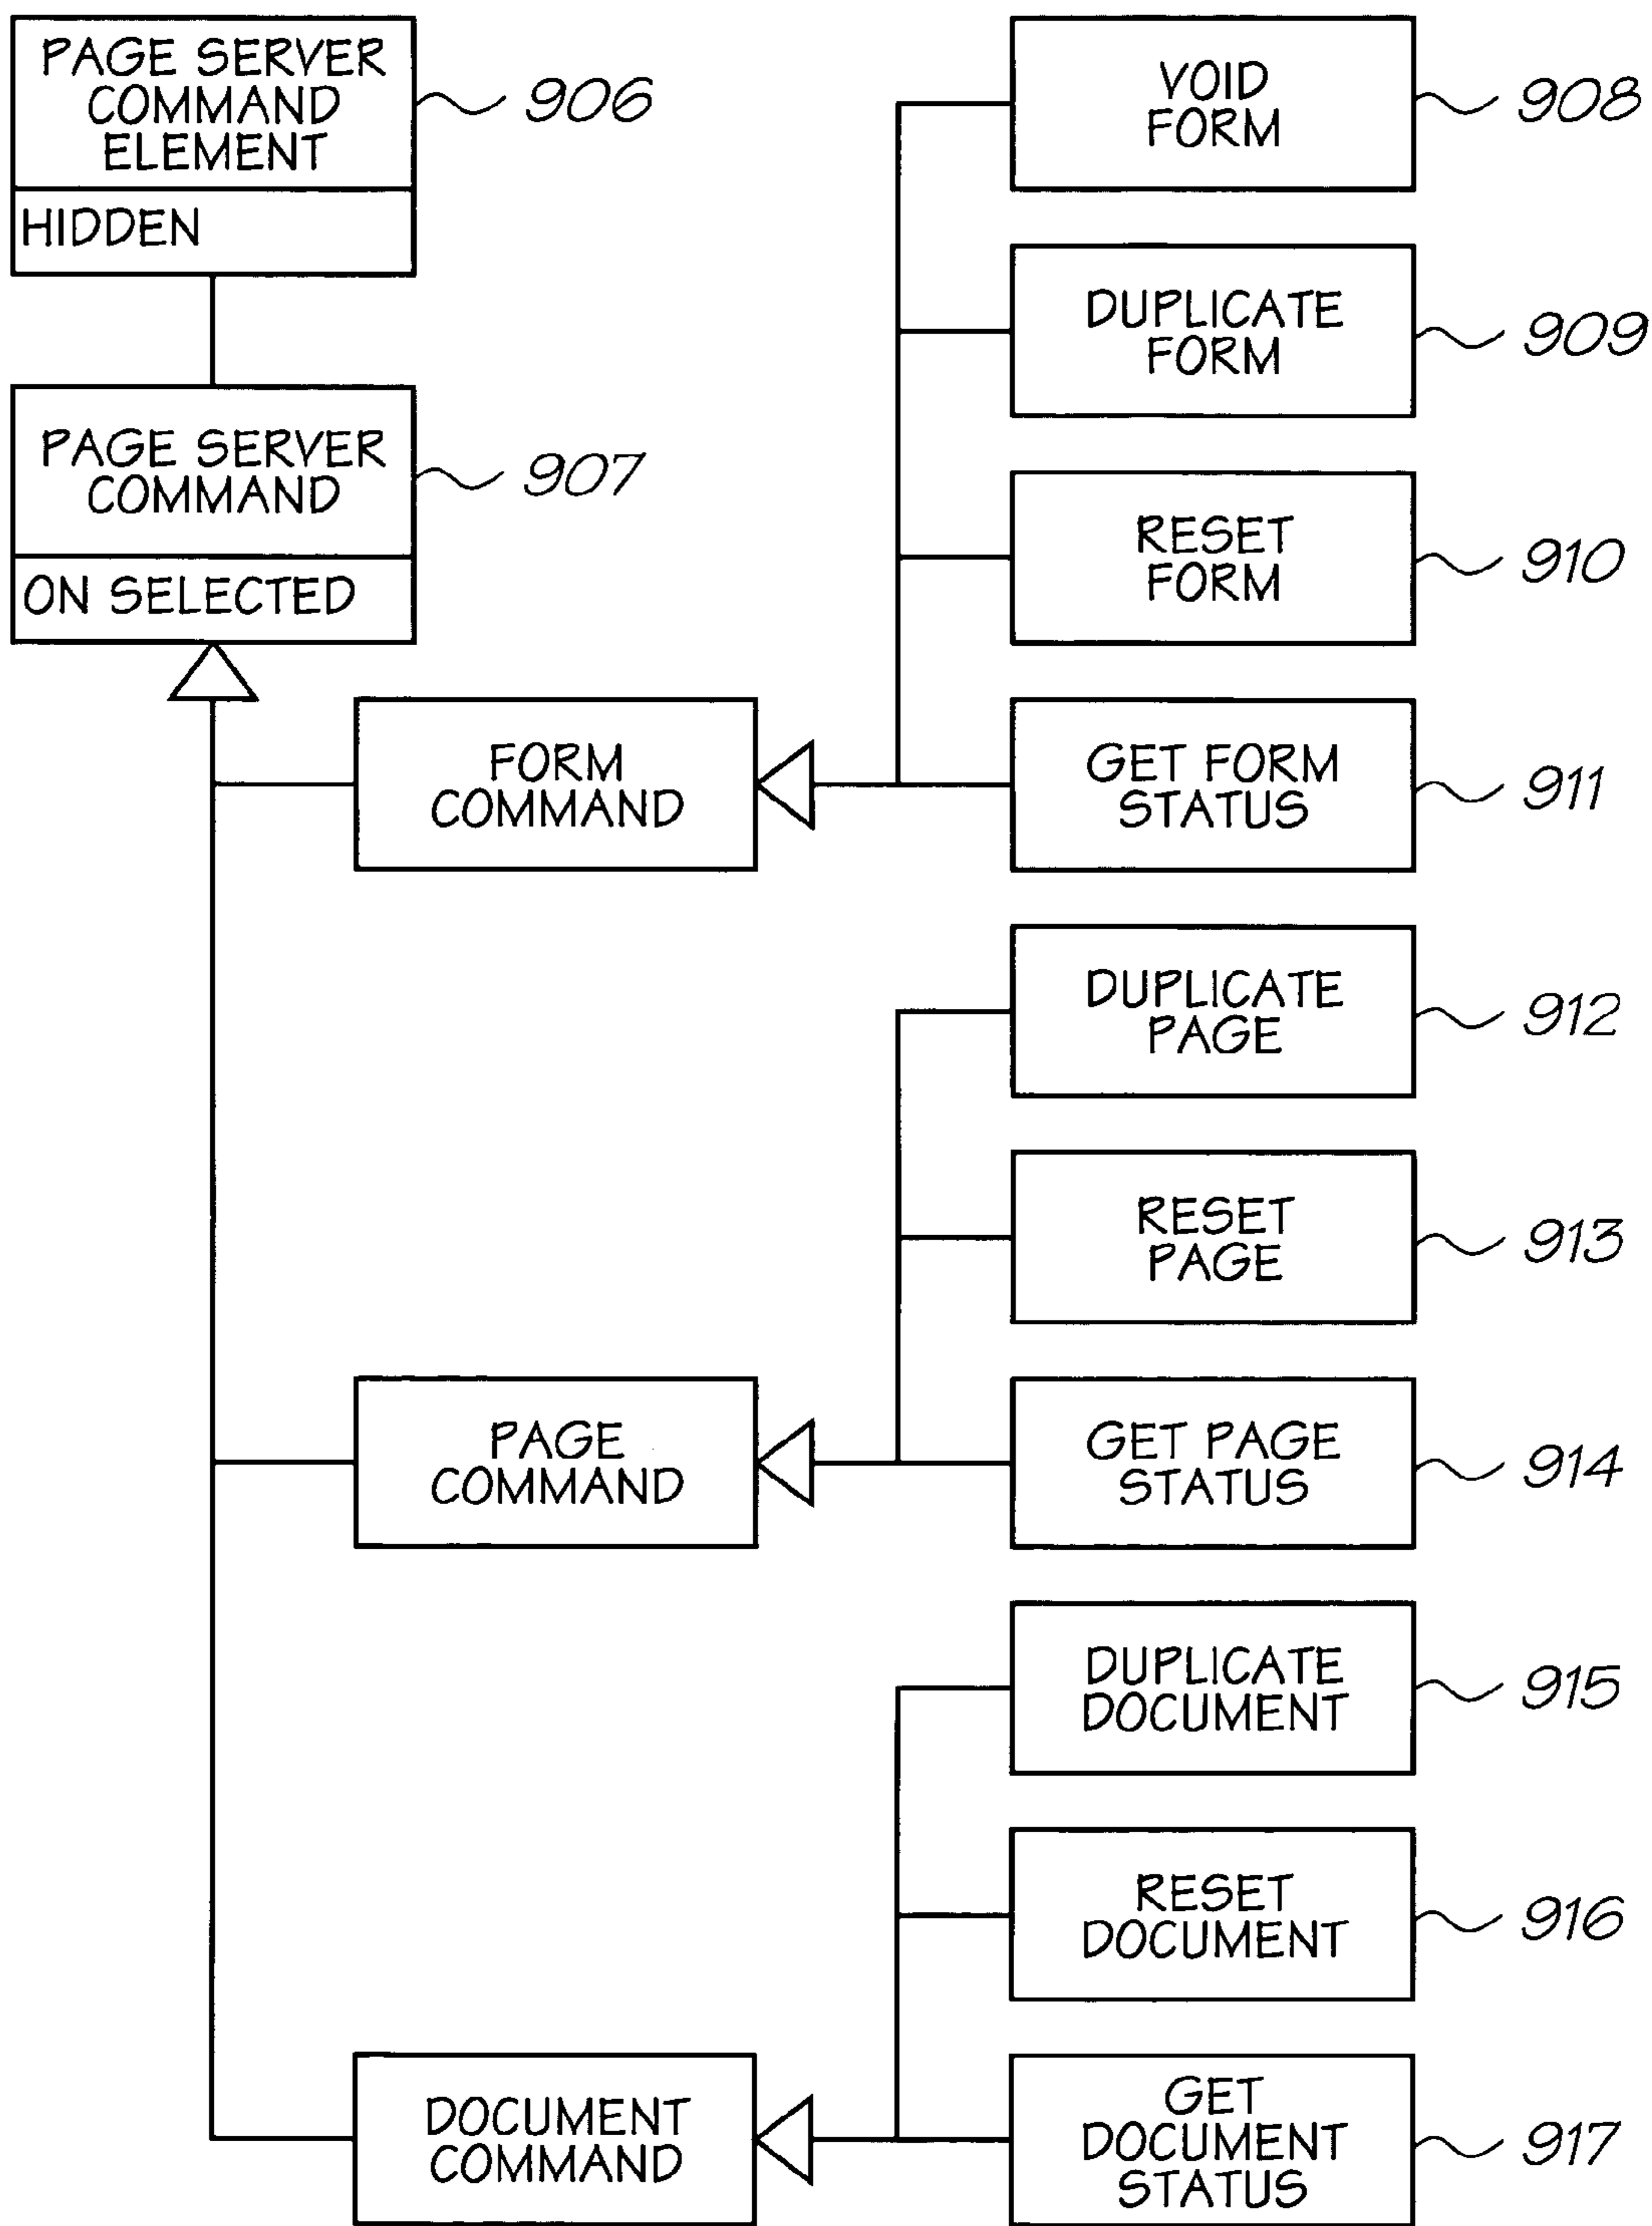 PAGE SERVER
COMMAND
ELEMENT
906
HIDDEN
PAGE SERVER
COMMAND
907
ON SELECTED
FORM
COMMAND
VOID
FORM
908
DUPLICATE
FORM
909
RESET
FORM
910
GET FORM
STATUS
911
PAGE
COMMAND
DUPLICATE
PAGE
912
RESET
PAGE
913
GET PAGE
STATUS
914
DOCUMENT
COMMAND
DUPLICATE
DOCUMENT
915
RESET
DOCUMENT
916
GET
DOCUMENT
STATUS
917